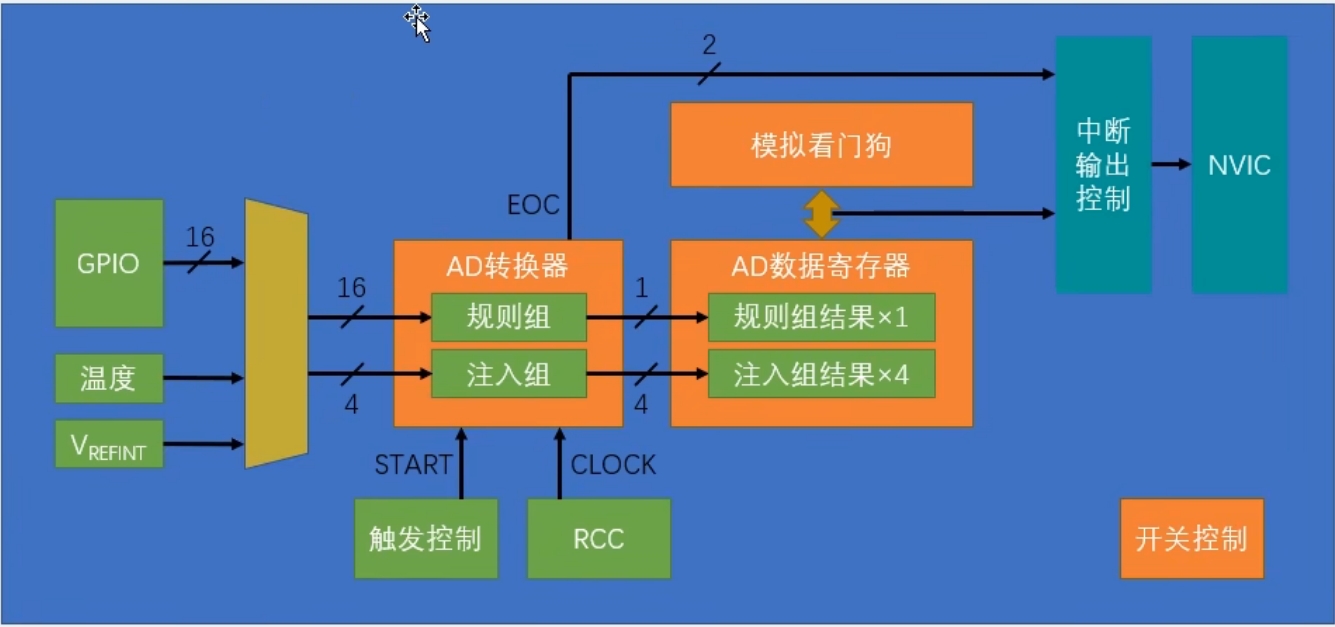 2
模拟看门狗
中断
输出
控制
NVIC
EOC
GPIO
16
AD转换器
AD数据寄存器
16
规则组
1
规则组结果×1
温度
4
注入组
4
注入组结果×4
VREFINT
START
CLOCK
触发控制
RCC
开关控制